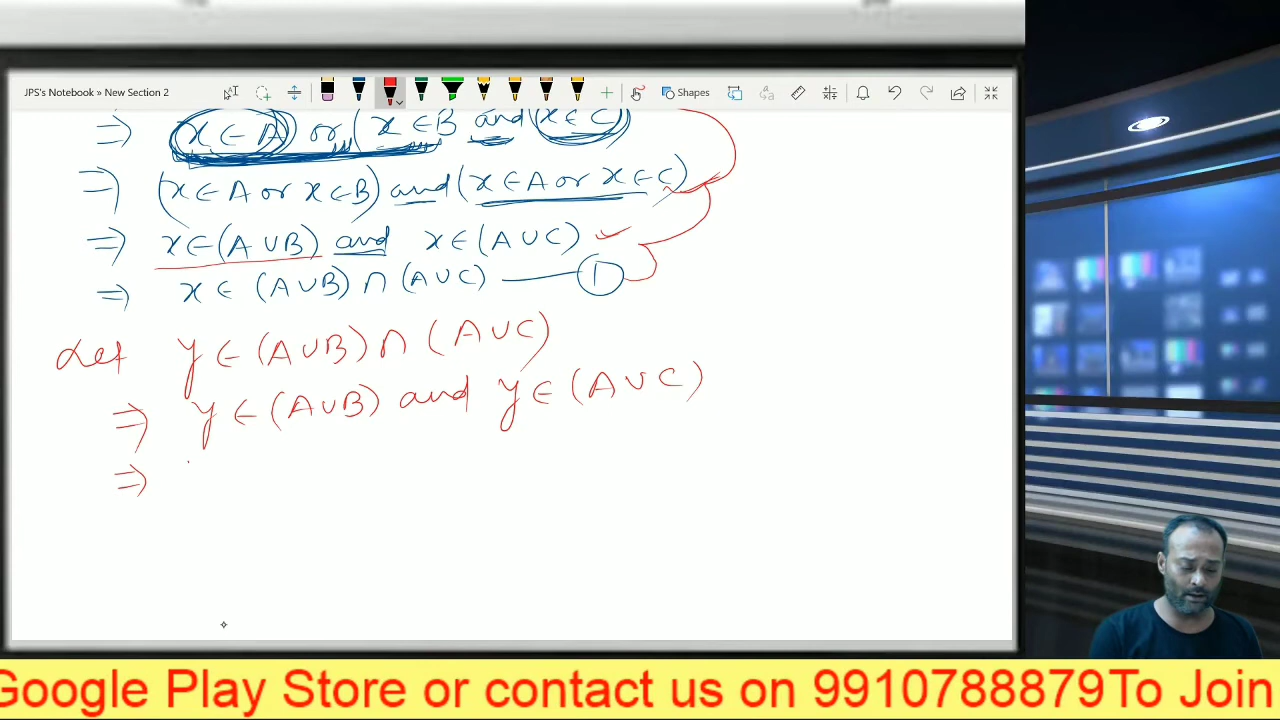 JPS's Notebook » New Section 2
Shapes
⇒ (x ∈ A) or (x ∈ B and (x ∈ C)
⇒ (x ∈ A or x ∈ B) and (x ∈ A or x ∈ C)
⇒ x ∈ (A ∪ B) and x ∈ (A ∪ C)
⇒ x ∈ (A ∪ B) ∩ (A ∪ C) — 1
Let y ∈ (A ∪ B) ∩ (A ∪ C)
⇒ y ∈ (A ∪ B) and y ∈ (A ∪ C)
⇒
Google Play Store or contact us on 9910788879To Join